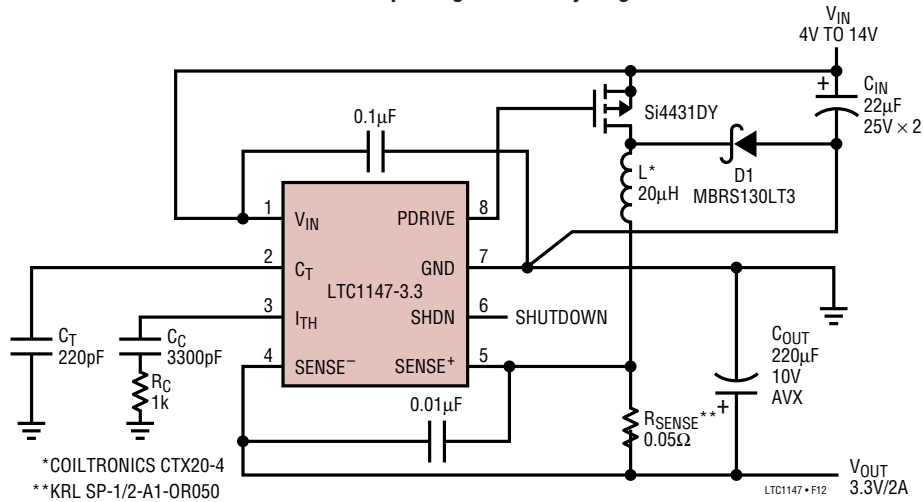 V_IN
4V TO 14V
+
C_IN
22µF
25V × 2
Si4431DY
0.1µF
L*
20µH
D1
MBRS130LT3
1
V_IN
PDRIVE
8
2
C_T
GND
7
LTC1147-3.3
3
I_TH
SHDN
6
SHUTDOWN
4
SENSE⁻
SENSE⁺
5
C_T
220pF
C_C
3300pF
R_C
1k
C_OUT
220µF
10V
AVX
+
0.01µF
R_SENSE**
0.05Ω
*COILTRONICS CTX20-4
**KRL SP-1/2-A1-OR050
LTC1147 • F12
V_OUT
3.3V/2A